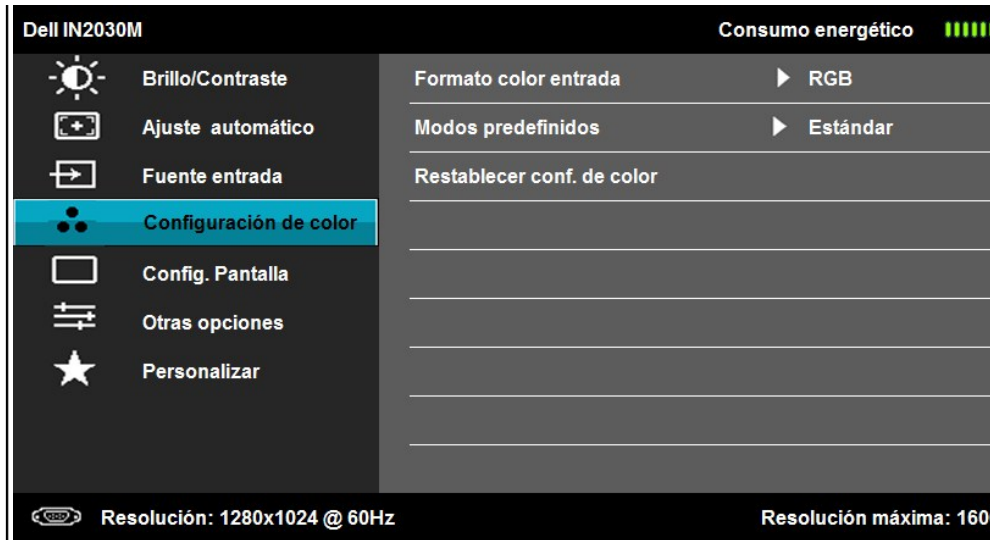 Dell IN2030M Consumo energético
Brillo/Contraste Formato color entrada RGB
Ajuste automático Modos predefinidos Estándar
Fuente entrada Restablecer conf. de color
Configuración de color
Config. Pantalla
Otras opciones
Personalizar
Resolución: 1280x1024 @ 60Hz Resolución máxima: 160